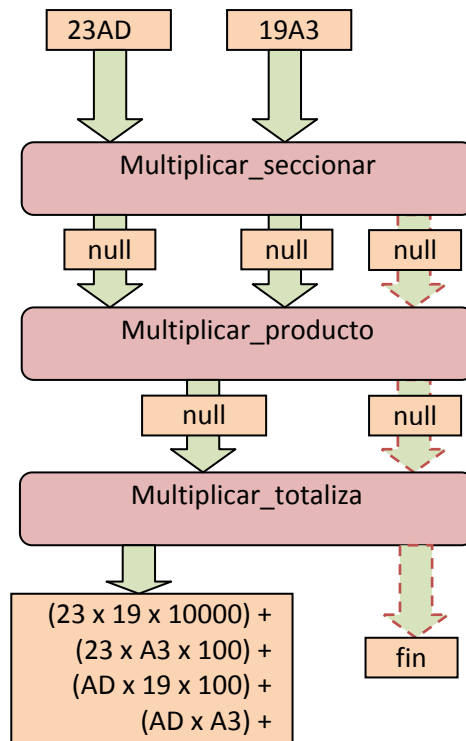 23AD 19A3
Multiplicar_seccionar
null null null
Multiplicar_producto
null null
Multiplicar_totaliza
(23 x 19 x 10000) +
(23 x A3 x 100) +
(AD x 19 x 100) +
(AD x A3) +
fin